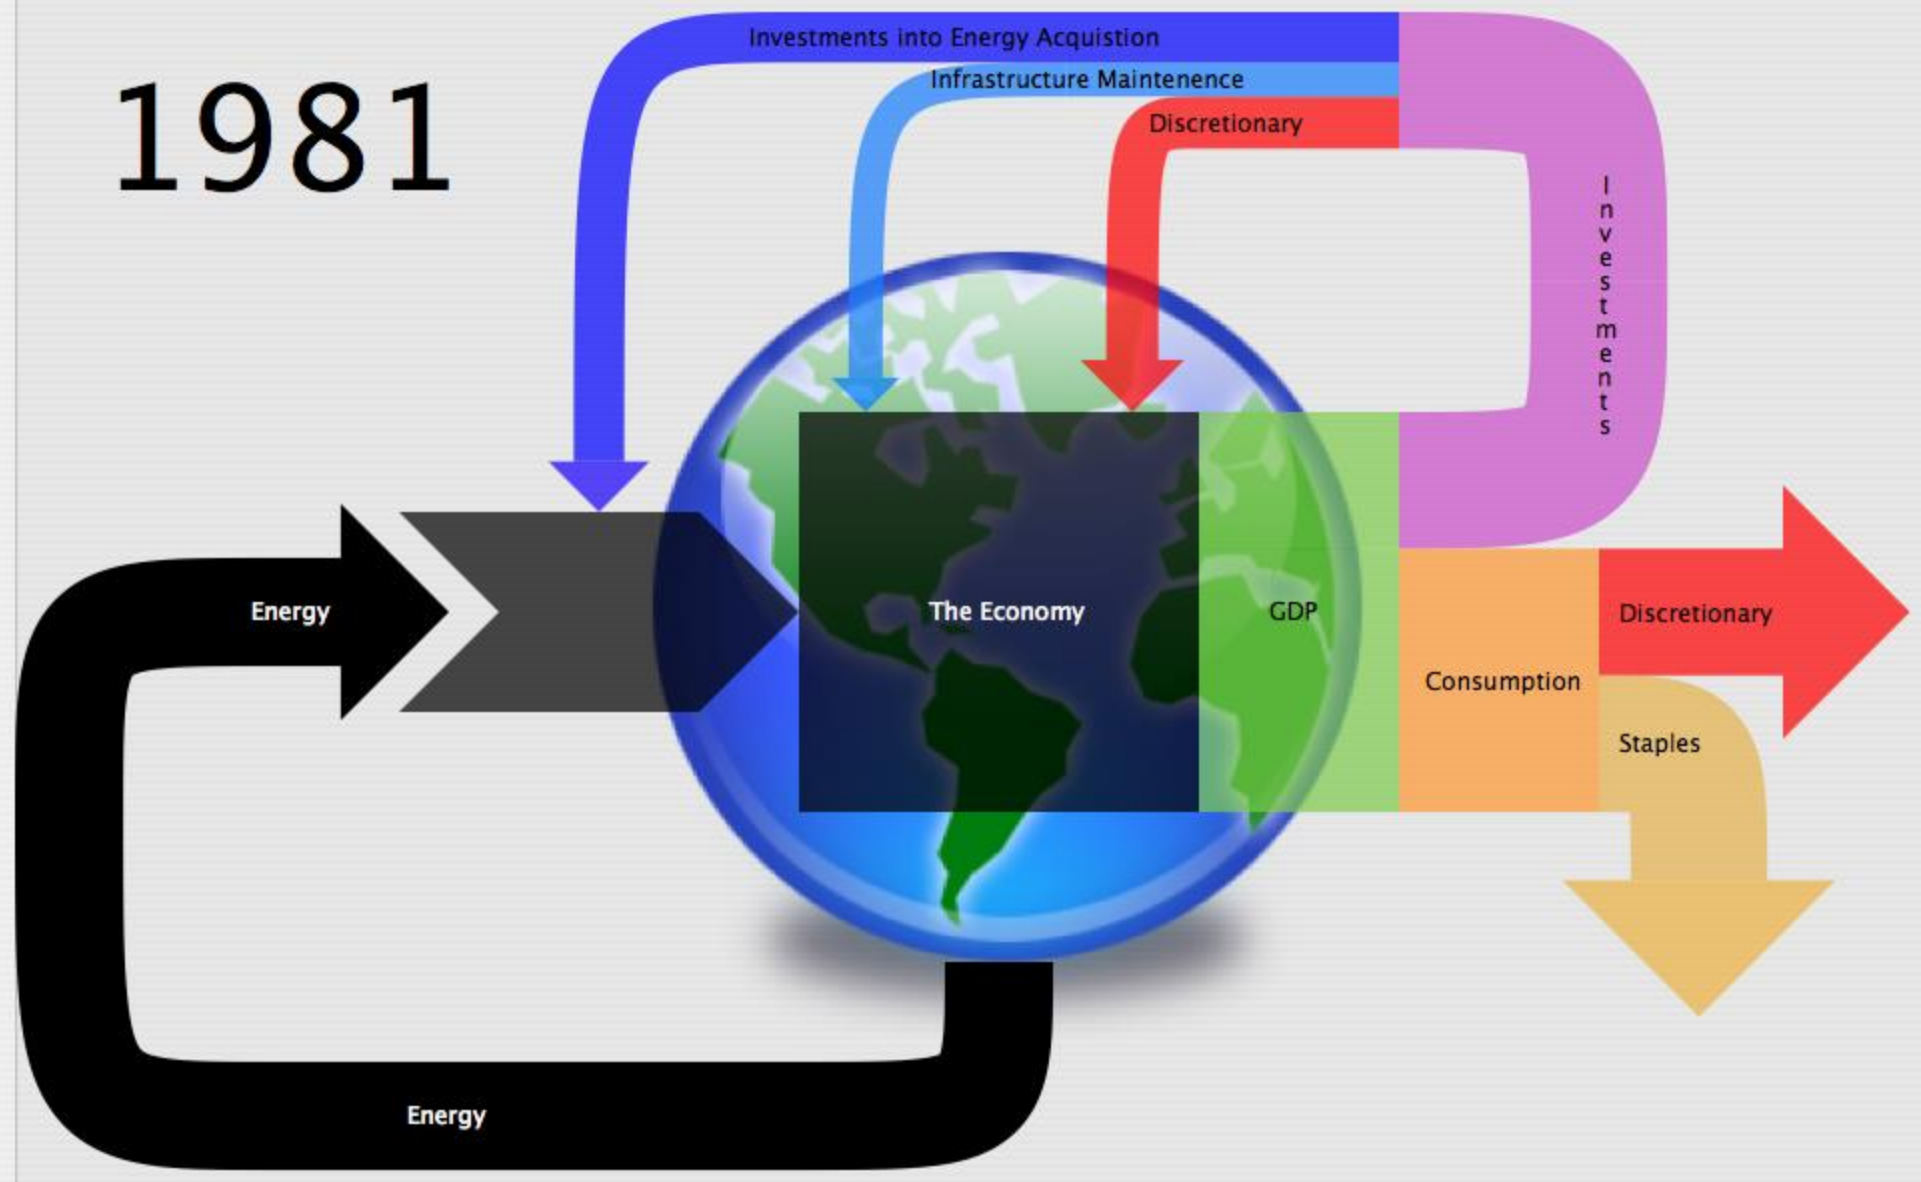 1981
Investments into Energy Acquistion
Infrastructure Maintenence
Discretionary
Investments
Energy
The Economy
GDP
Discretionary
Consumption
Staples
Energy